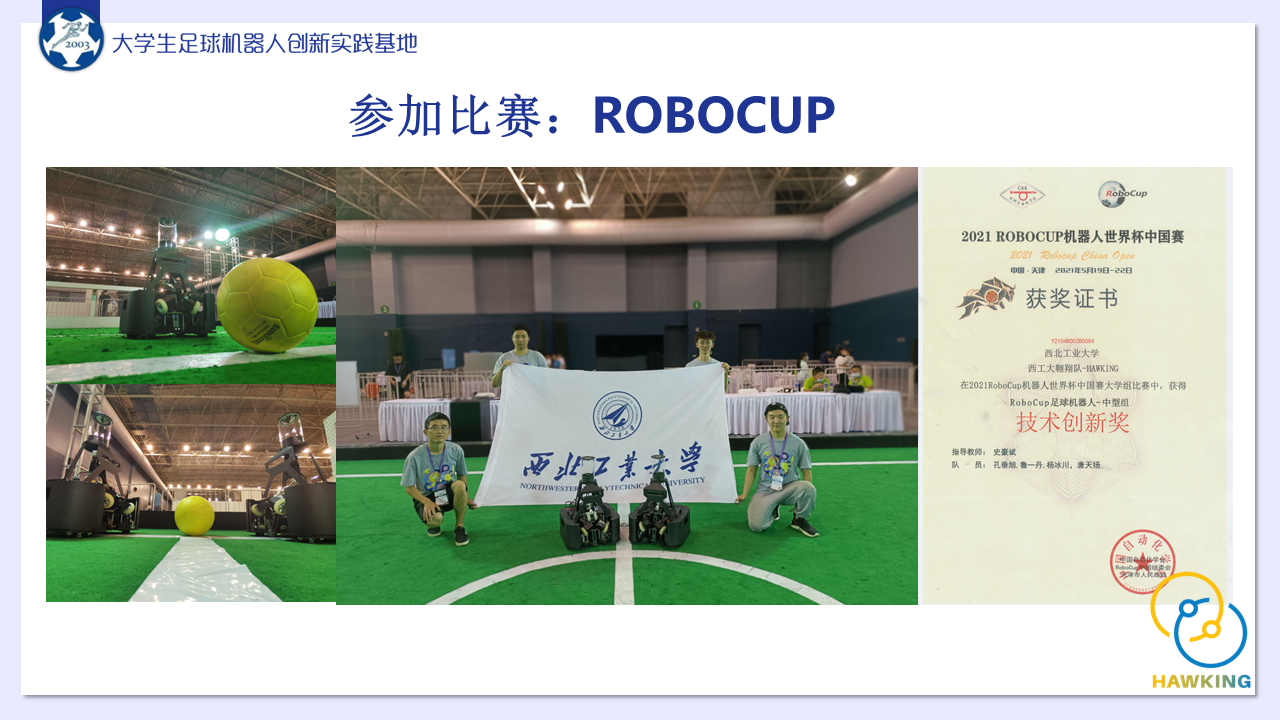 2003
大学生足球机器人创新实践基地
参加比赛：ROBOCUP
西北工业大学
NORTHWESTERN POLYTECHNICAL UNIVERSITY
CAA
RoboCup
2021 ROBOCUP机器人世界杯中国赛
2021 Robocup China Open
中国·天津 2021年5月19日-22日
获奖证书
Y2104R00280004
西北工业大学
西工大翱翔队-HAWKING
在2021RoboCup机器人世界杯中国赛大学组比赛中，获得
RoboCup足球机器人-中型组
技术创新奖
指导教师： 史豪斌
队 员： 孔垂旭,鲁一丹,杨冰川，唐天扬
HAWKING